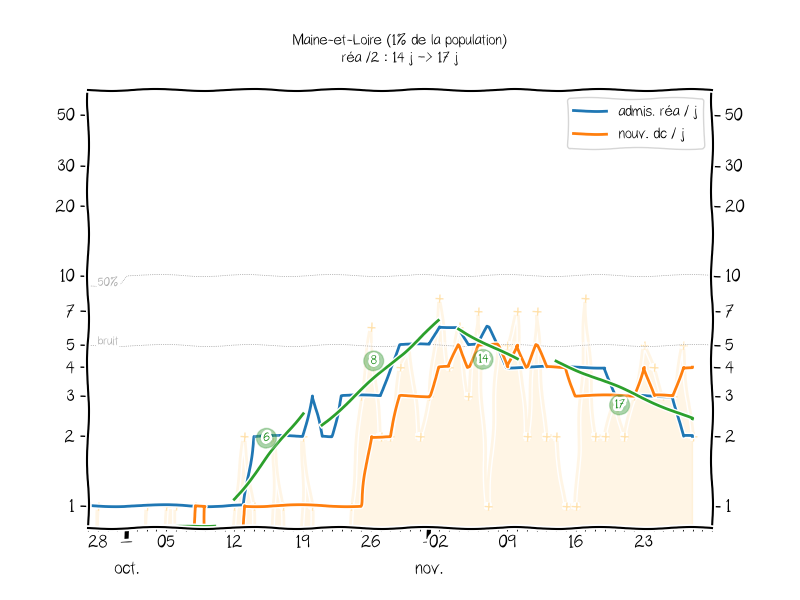 Maine-et-Loire (1% de la population)
réa /2 : 14 j -> 17 j
admis. réa / j
nouv. dc / j
50 50
30 30
20 20
10 10
50%
7 7
bruit
5 5
4 4
3 3
2 2
1 1
8
14
17
6
28 05 12 19 26 02 09 16 23
oct. nov.